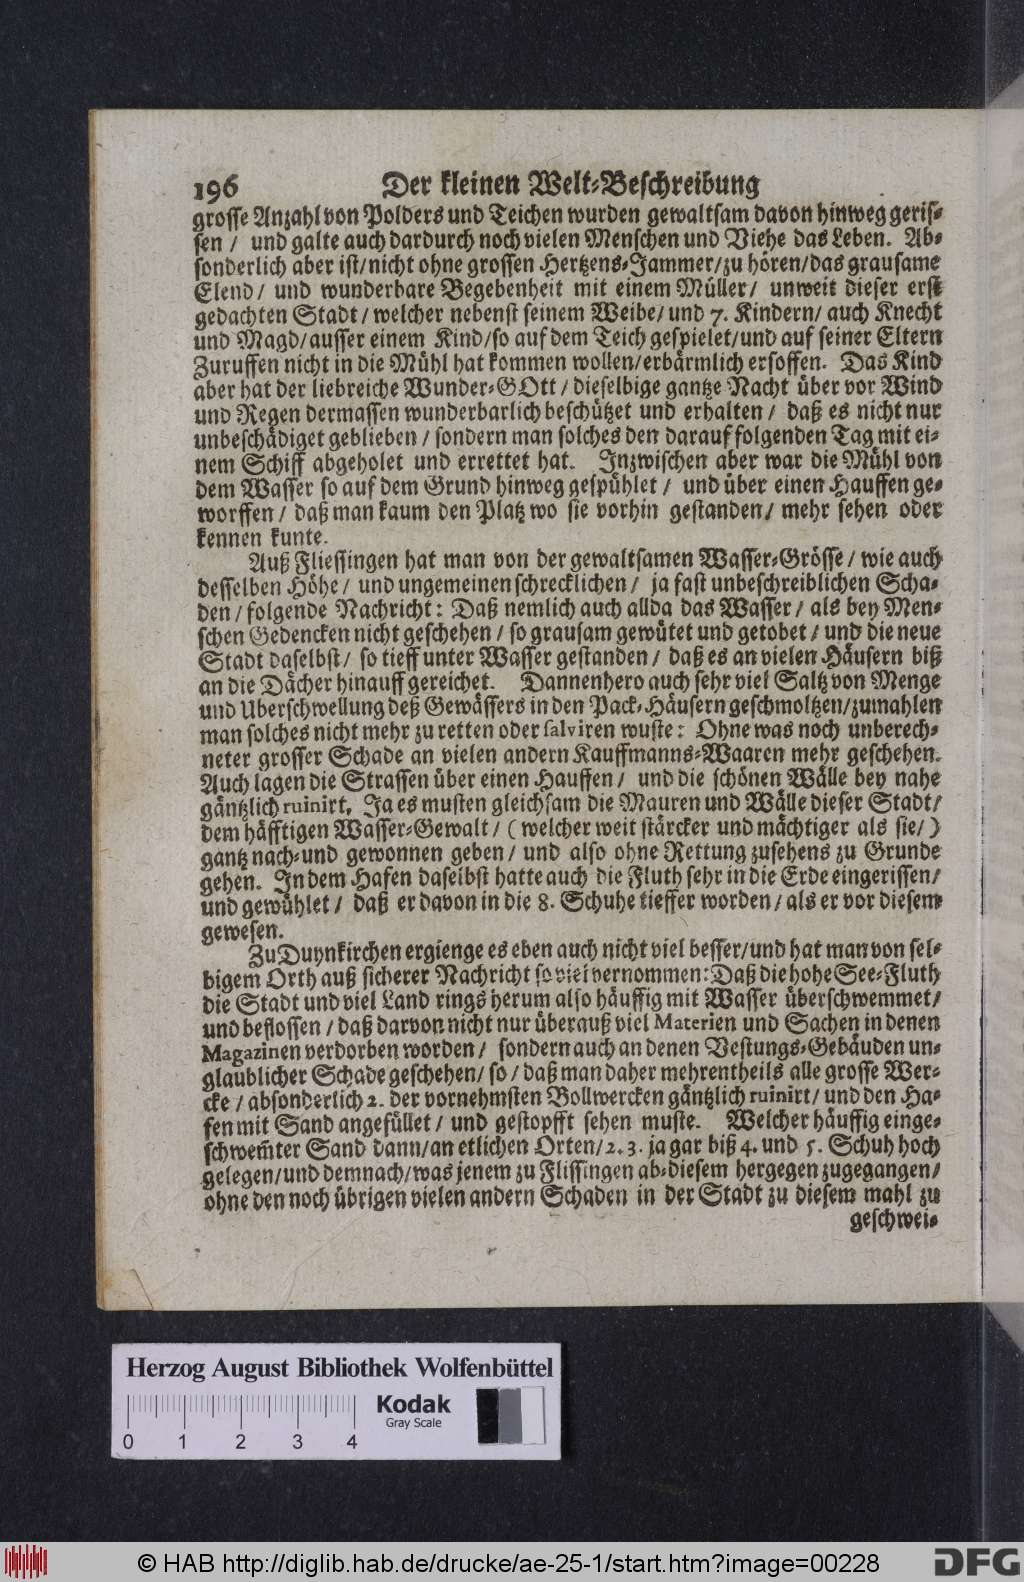 196 Der kleinen Welt-Beschreibung
grosse Anzahl von Polders und Teichen wurden gewaltsam davon hinweg geris-
sen / und galte auch dardurch noch vielen Menschen und Viehe das Leben. Ab-
sonderlich aber ist / nicht ohne grossen Hertzens-Jammer / zu hören / das grausame
Elend / und wunderbare Begebenheit mit einem Müller / unweit dieser erst
gedachten Stadt / welcher nebenst seinem Weibe / und 7. Kindern / auch Knecht
und Magd / ausser einem Kind / so auf dem Teich gespielet / und auf seiner Eltern
Zuruffen nicht in die Mühl hat kommen wollen / erbärmlich ersoffen. Das Kind
aber hat der liebreiche Wunder-GOtt / dieselbige gantze Nacht über vor Wind
und Regen dermassen wunderbarlich beschützet und erhalten / daß es nicht nur
unbeschädiget geblieben / sondern man solches den darauf folgenden Tag mit ei-
nem Schiff abgeholet und errettet hat. Inzwischen aber war die Mühl von
dem Wasser so auf dem Grund hinweg gespühlet / und über einen Hauffen ge-
worffen / daß man kaum den Platz wo sie vorhin gestanden / mehr sehen oder
kennen kunte.
Auß Fliessingen hat man von der gewaltsamen Wasser-Grösse / wie auch
desselben Höhe / und ungemeinen schrecklichen / ja fast unbeschreiblichen Scha-
den / folgende Nachricht: Daß nemlich auch allda das Wasser / als bey Men-
schen Gedencken nicht geschehen / so grausam gewütet und getobet / und die neue
Stadt daselbst / so tieff unter Wasser gestanden / daß es an vielen Häusern biß
an die Dächer hinauff gereichet. Dannenhero auch sehr viel Saltz von Menge
und Uberschwellung deß Gewässers in den Pack-Häusern geschmoltzen / zumahlen
man solches nicht mehr zu retten oder salviren wuste: Ohne was noch unberech-
neter grosser Schade an vielen andern Kauffmanns-Waaren mehr geschehen.
Auch lagen die Strassen über einen Hauffen / und die schönen Wälle bey nahe
gäntzlich ruinirt. Ja es musten gleichsam die Mauren und Wälle dieser Stadt /
dem häfftigen Wasser-Gewalt / (welcher weit stärcker und mächtiger als sie /)
gantz nach-und gewonnen geben / und also ohne Rettung zusehens zu Grunde
gehen. In dem Hafen daselbst hatte auch die Fluth sehr in die Erde eingerissen /
und gewühlet / daß er davon in die 8. Schuhe tieffer worden / als er vor diesem
gewesen.
Zu Duynkirchen ergienge es eben auch nicht viel besser / und hat man von sel-
bigem Orth auß sicherer Nachricht so viel vernommen: Daß die hohe See-Fluth
die Stadt und viel Land rings herum also häuffig mit Wasser überschwemmet /
und beflossen / daß darvon nicht nur überauß viel Materien und Sachen in denen
Magazinen verdorben worden / sondern auch an denen Vestungs-Gebäuden un-
glaublicher Schade geschehen / so / daß man daher mehrentheils alle grosse Wer-
cke / absonderlich 2. der vornehmsten Bollwercken gäntzlich ruinirt / und den Ha-
fen mit Sand angefüllet / und gestopfft sehen muste. Welcher häuffig einge-
schwem̃ter Sand dann / an etlichen Orten / 2. 3. ja gar biß 4. und 5. Schuh hoch
gelegen / und demnach / was jenem zu Flissingen ab- diesem hergegen zugegangen /
ohne den noch übrigen vielen andern Schaden in der Stadt zu diesem mahl zu
geschwei-
Herzog August Bibliothek Wolfenbüttel
Kodak
Gray Scale
0 1 2 3 4
© HAB http://diglib.hab.de/drucke/ae-25-1/start.htm?image=00228
DFG